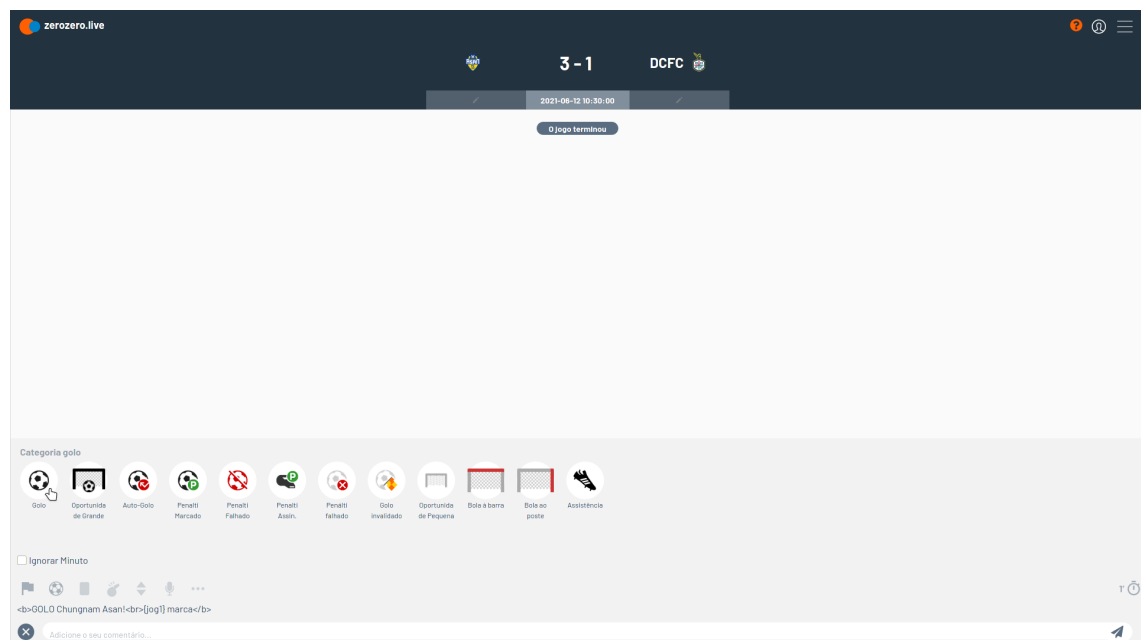 zerozero.live
3 - 1 DCFC
2021-06-12 10:30:00
O jogo terminou
Categoria golo
Golo
Oportunida
de Grande
Auto-Golo
Penalti
Marcado
Penalti
Falhado
Penalti
Assin.
Penálti
falhado
Golo
invalidado
Oportunida
de Pequena
Bola à barra
Bola ao
poste
Assistência
Ignorar Minuto
1'
<b>GOLO Chungnam Asan!<br>{jog1} marca</b>
Adicione o seu comentário...